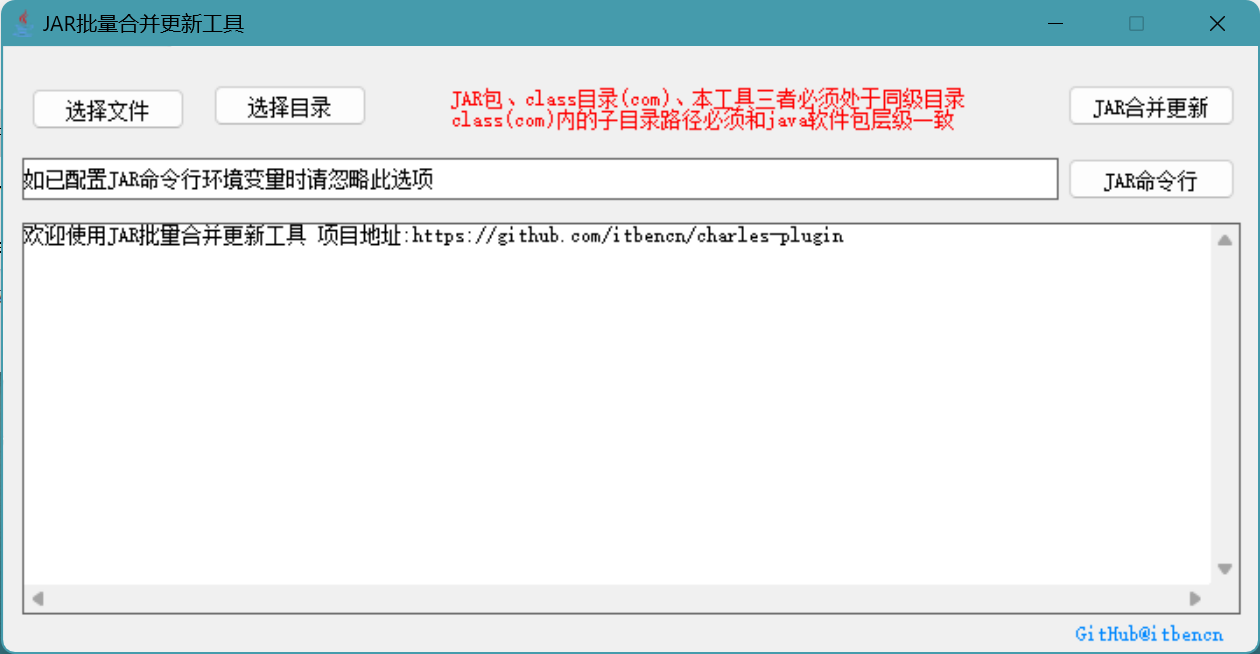 JAR批量合并更新工具
选择文件
选择目录
JAR包、class目录(com)、本工具三者必须处于同级目录
class(com)内的子目录路径必须和java软件包层级一致
JAR合并更新
如已配置JAR命令行环境变量时请忽略此选项
JAR命令行
欢迎使用JAR批量合并更新工具 项目地址:https://github.com/itbencn/charles-plugin
GitHub@itbencn